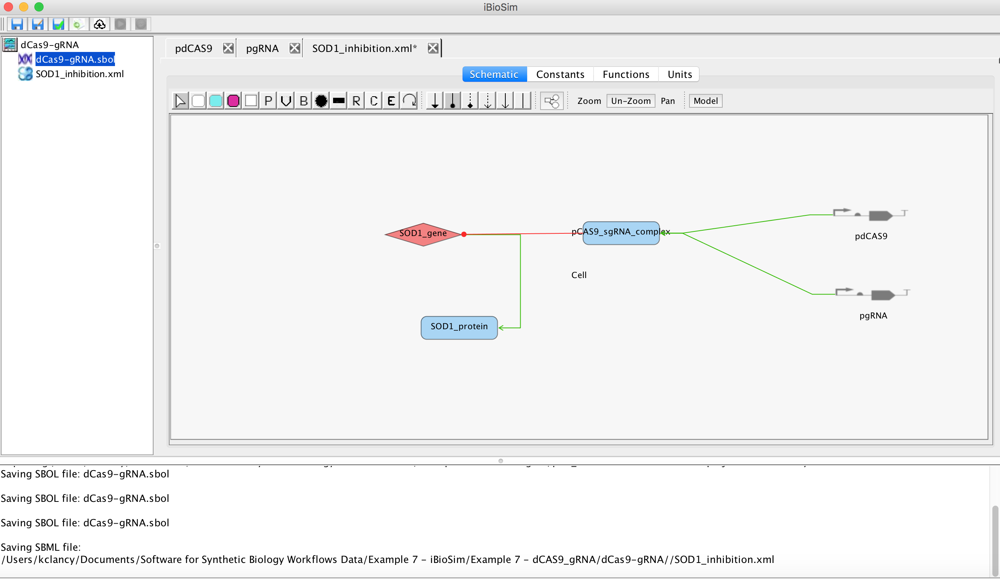 iBioSim
dCas9-gRNA
dCas9-gRNA.sbol
SOD1_inhibition.xml
pdCAS9
pgRNA
SOD1_inhibition.xml*
Schematic
Constants
Functions
Units
P
B
R
C
E
Zoom
Un-Zoom
Pan
Model
SOD1_gene
pCAS9_sgRNA_complex
pdCAS9
Cell
pgRNA
SOD1_protein
Saving SBOL file: dCas9-gRNA.sbol
Saving SBOL file: dCas9-gRNA.sbol
Saving SBOL file: dCas9-gRNA.sbol
Saving SBML file:
/Users/kclancy/Documents/Software for Synthetic Biology Workflows Data/Example 7 – iBioSim/Example 7 – dCAS9_gRNA/dCas9-gRNA//SOD1_inhibition.xml